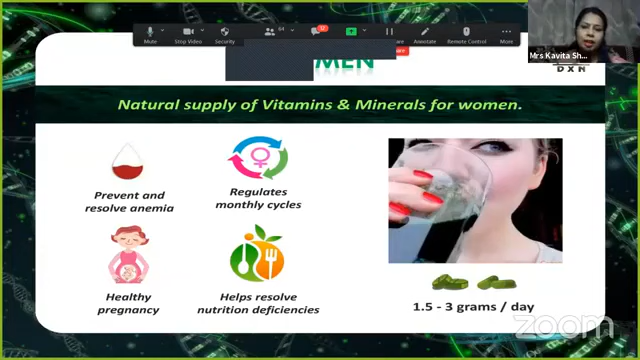 Mute
Stop Video
Security
64
Annotate
Remote Control
More
Mrs Kavita Sh...
DXN
MEN
Natural supply of Vitamins & Minerals for women.
Prevent and
resolve anemia
Regulates
monthly cycles
Healthy
pregnancy
Helps resolve
nutrition deficiencies
1.5 - 3 grams / day
zoom